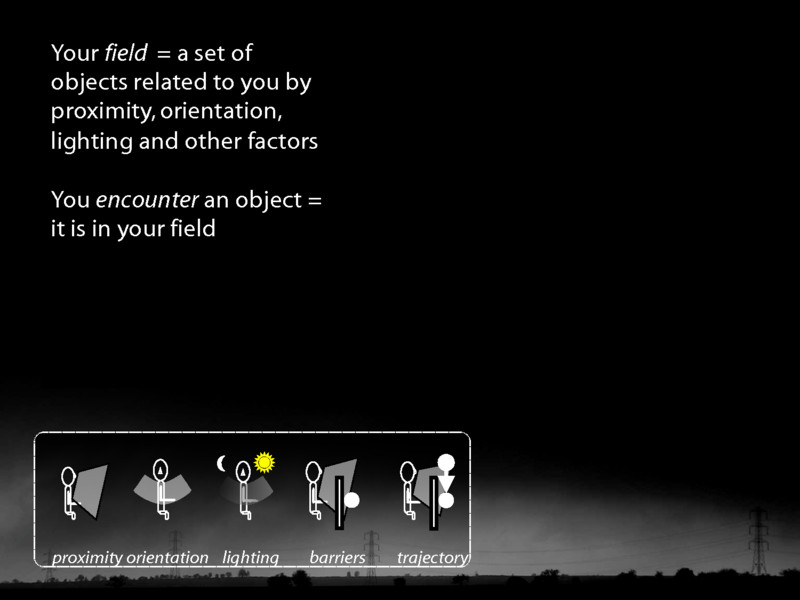 Your field = a set of
objects related to you by
proximity, orientation,
lighting and other factors
You encounter an object =
it is in your field
proximity orientation lighting barriers trajectory